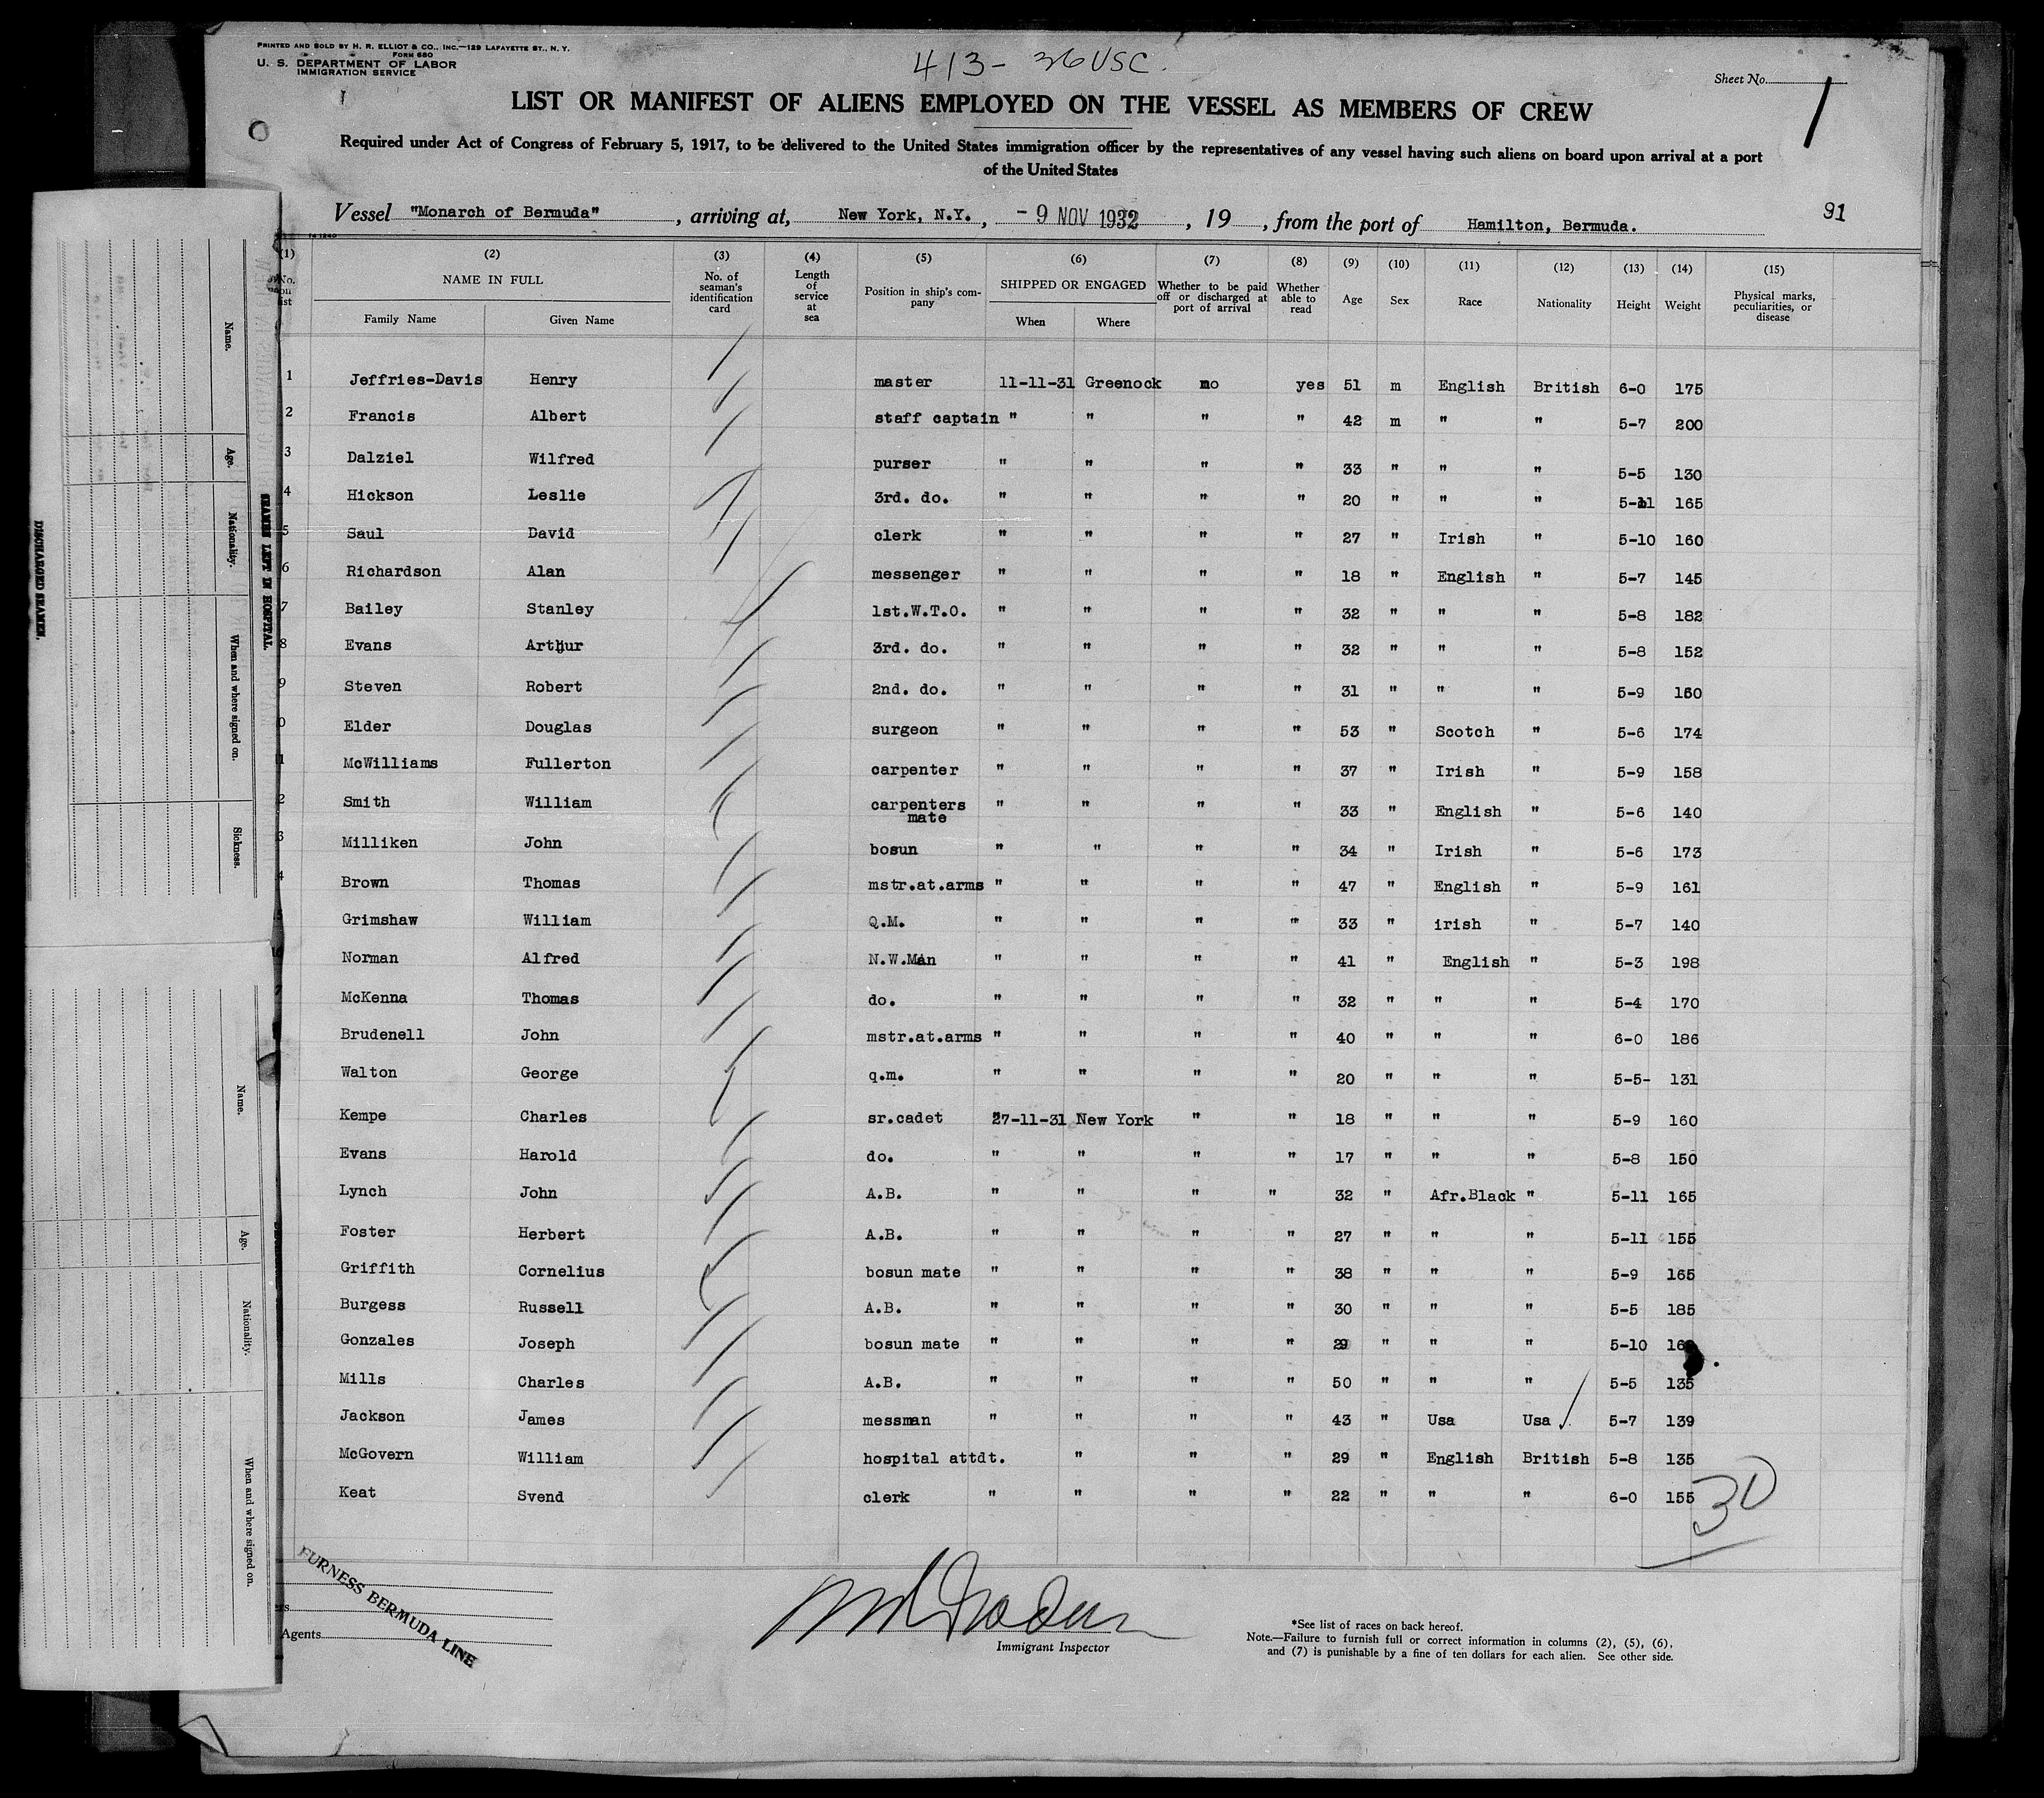 PRINTED AND SOLD BY H. R. ELLIOT & CO., INC.—129 LAFAYETTE ST., N. Y.
FORM 680
U. S. DEPARTMENT OF LABOR
IMMIGRATION SERVICE
413- 36 USC.
Sheet No. 1
LIST OR MANIFEST OF ALIENS EMPLOYED ON THE VESSEL AS MEMBERS OF CREW
Required under Act of Congress of February 5, 1917, to be delivered to the United States immigration officer by the representatives of any vessel having such aliens on board upon arrival at a port
of the United States
91
Vessel "Monarch of Bermuda", arriving at, New York, N.Y., - 9 NOV 1932, 19, from the port of Hamilton, Bermuda.
(1) (2) (3) (4) (5) (6) (7) (8) (9) (10) (11) (12) (13) (14) (15)
No. NAME IN FULL Family Name Given Name No. of seaman's identification card Length of service at sea Position in ship's company SHIPPED OR ENGAGED When Where Whether to be paid off or discharged at port of arrival Whether able to read Age Sex Race Nationality Height Weight Physical marks, peculiarities, or disease
1 Jeffries-Davis Henry master 11-11-31 Greenock no yes 51 m English British 6-0 175
2 Francis Albert staff captain " " " " 42 m " " 5-7 200
3 Dalziel Wilfred purser " " " " 33 " " " 5-5 130
4 Hickson Leslie 3rd. do. " " " " 20 " " " 5-11 165
5 Saul David clerk " " " " 27 " Irish " 5-10 160
6 Richardson Alan messenger " " " " 18 " English " 5-7 145
7 Bailey Stanley 1st.W.T.O. " " " " 32 " " " 5-8 182
8 Evans Arthur 3rd. do. " " " " 32 " " " 5-8 152
9 Steven Robert 2nd. do. " " " " 31 " " " 5-9 160
0 Elder Douglas surgeon " " " " 53 " Scotch " 5-6 174
1 McWilliams Fullerton carpenter " " " " 37 " Irish " 5-9 158
2 Smith William carpenters mate " " " " 33 " English " 5-6 140
3 Milliken John bosun " " " " 34 " Irish " 5-6 173
4 Brown Thomas mstr.at.arms " " " " 47 " English " 5-9 161
5 Grimshaw William Q.M. " " " " 33 " irish " 5-7 140
Norman Alfred N.W.Man " " " " 41 " English " 5-3 198
McKenna Thomas do. " " " " 32 " " " 5-4 170
Brudenell John mstr.at.arms " " " " 40 " " " 6-0 186
Walton George q.m. " " " " 20 " " " 5-5- 131
Kempe Charles sr.cadet 27-11-31 New York " " 18 " " " 5-9 160
Evans Harold do. " " " " 17 " " " 5-8 150
Lynch John A.B. " " " " 32 " Afr.Black " 5-11 165
Foster Herbert A.B. " " " " 27 " " " 5-11 155
Griffith Cornelius bosun mate " " " " 38 " " " 5-9 165
Burgess Russell A.B. " " " " 30 " " " 5-5 185
Gonzales Joseph bosun mate " " " " 29 " " " 5-10
Mills Charles A.B. " " " " 50 " " " 5-5 135
Jackson James messman " " " " 43 " Usa Usa 5-7 139
McGovern William hospital attdt. " " " 29 " English British 5-8 135
Keat Svend clerk " " " " 22 " " " 6-0 155
30
FURNESS BERMUDA LINE
Agents
Immigrant Inspector
*See list of races on back hereof.
Note.—Failure to furnish full or correct information in columns (2), (5), (6),
and (7) is punishable by a fine of ten dollars for each alien. See other side.
DISCHARGED SEAMEN.
SEAMEN LEFT IN HOSPITAL.
Name. Age. Nationality. When and where signed on. Sickness.
Name. Age. Nationality. When and where signed on.